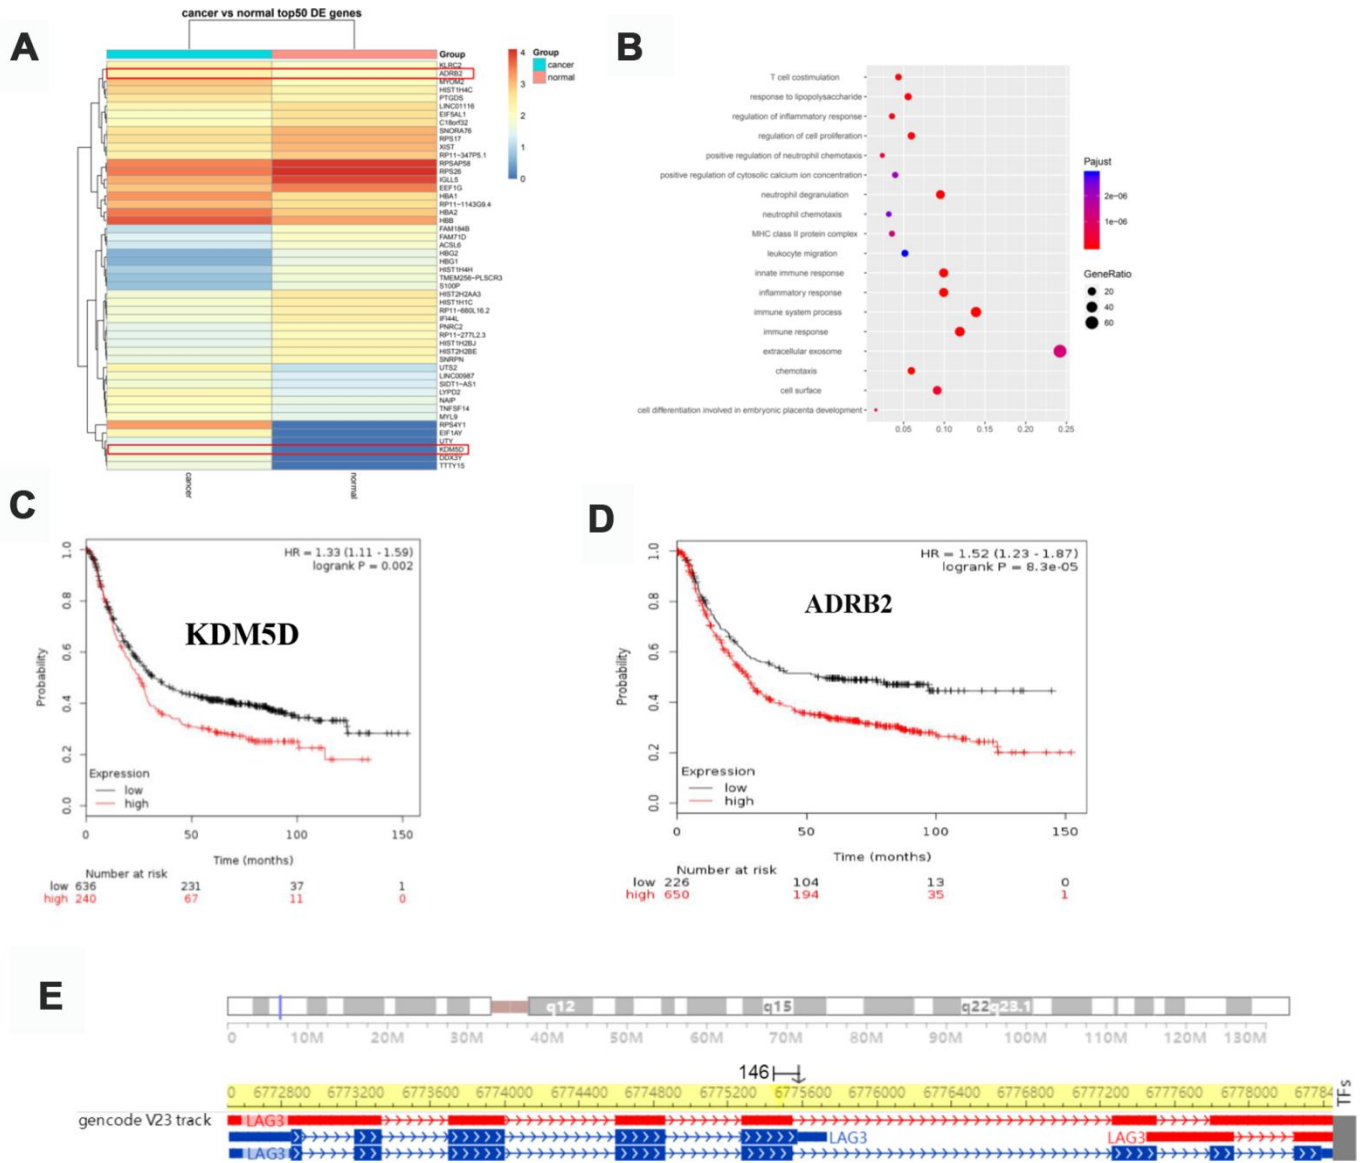 A
cancer vs normal top50 DE genes
Group
KLRC2
ADRB2
MYOM2
HIST1H4C
PTGDS
LINC01116
EIF5AL1
C18orf32
SNORA76
RPS17
XIST
RP11-347P5.1
RPSAP58
RPS26
IGLL5
EEF1G
HBA1
RP11-1143G9.4
HBA2
HBB
FAM184B
FAM71D
ACSL6
HBG2
HBG1
HIST1H4H
TMEM256-PLSCR3
S100P
HIST2H2AA3
HIST1H1C
RP11-660L16.2
IFI44L
PNRC2
RP11-277L2.3
HIST1H2BJ
HIST2H2BE
SNRPN
UTS2
LINC00987
SIDT1-AS1
LYPD2
NAIP
TNFSF14
MYL9
RPS4Y1
EIF1AY
UTY
KDM5D
DDX3Y
TTTY15
cancer
normal
4
3
2
1
0
Group
cancer
normal
B
T cell costimulation
response to lipopolysaccharide
regulation of inflammatory response
regulation of cell proliferation
positive regulation of neutrophil chemotaxis
positive regulation of cytosolic calcium ion concentration
neutrophil degranulation
neutrophil chemotaxis
MHC class II protein complex
leukocyte migration
innate immune response
inflammatory response
immune system process
immune response
extracellular exosome
chemotaxis
cell surface
cell differentiation involved in embryonic placenta development
0.05 0.10 0.15 0.20 0.25
Pajust
2e-06
1e-06
GeneRatio
20
40
60
C
HR = 1.33 (1.11 - 1.59)
logrank P = 0.002
KDM5D
Probability
1.0
0.8
0.6
0.4
0.2
0.0
Expression
low
high
0 50 100 150
Time (months)
Number at risk
low 636 231 37 1
high 240 67 11 0
D
HR = 1.52 (1.23 - 1.87)
logrank P = 8.3e-05
ADRB2
Probability
1.0
0.8
0.6
0.4
0.2
0.0
Expression
low
high
0 50 100 150
Time (months)
Number at risk
low 226 104 13 0
high 650 194 35 1
E
q12 q15 q22 q23.1
0 10M 20M 30M 40M 50M 60M 70M 80M 90M 100M 110M 120M 130M
146
0 6772800 6773200 6773600 6774000 6774400 6774800 6775200 6775600 6776000 6776400 6776800 6777200 6777600 6778000 67784
TFs
gencode V23 track
LAG3
LAG3 LAG3
LAG3